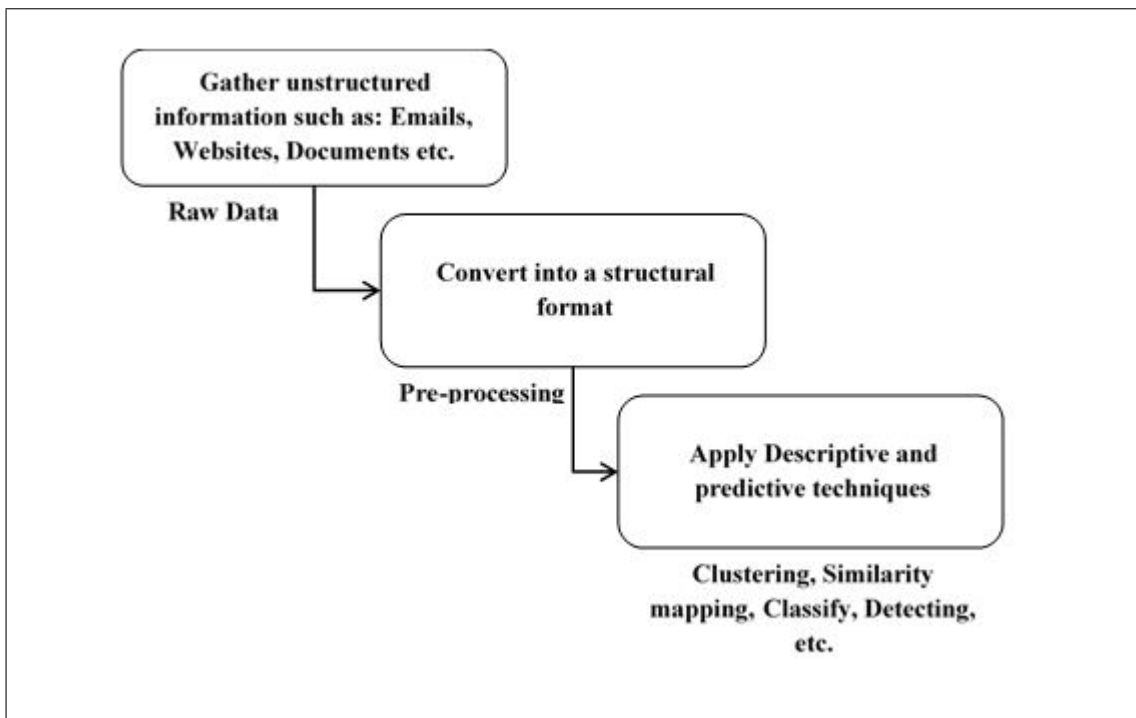 Gather unstructured
information such as: Emails,
Websites, Documents etc.
Raw Data
Convert into a structural
format
Pre-processing
Apply Descriptive and
predictive techniques
Clustering, Similarity
mapping, Classify, Detecting,
etc.